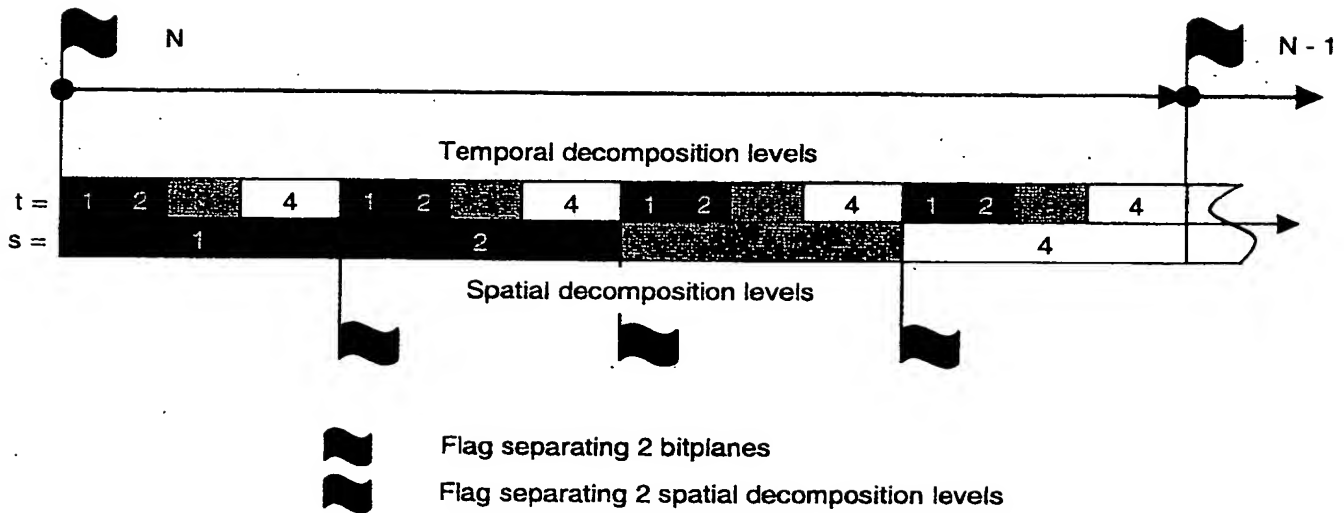 N
N - 1
Temporal decomposition levels
t = 1 2 4 1 2 4 1 2 4 1 2 4
s = 1 2 4
Spatial decomposition levels
Flag separating 2 bitplanes
Flag separating 2 spatial decomposition levels